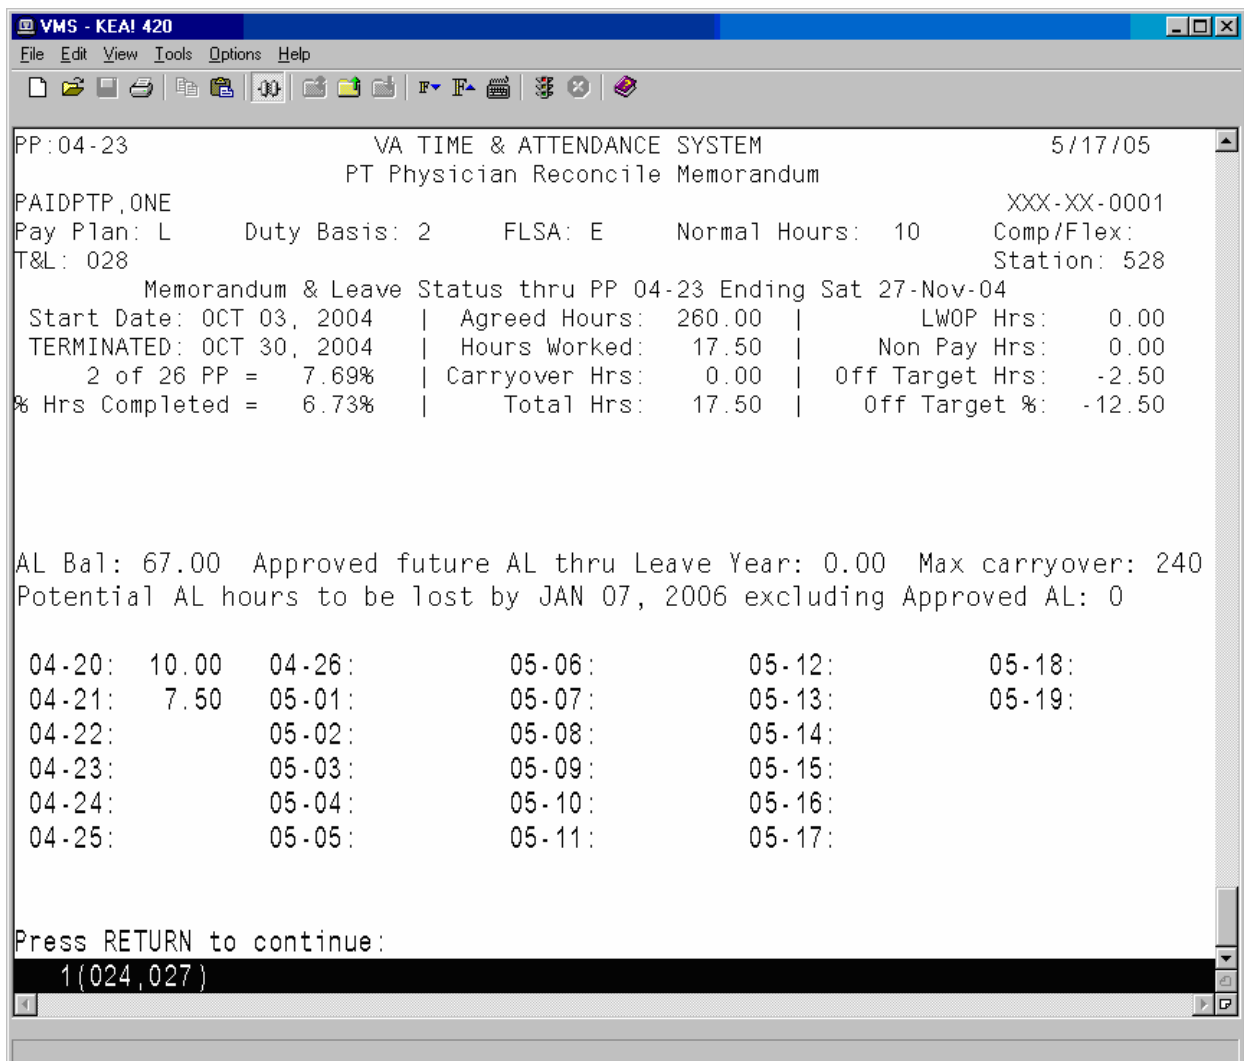 VMS - KEA! 420
File Edit View Tools Options Help
PP:04-23 VA TIME & ATTENDANCE SYSTEM 5/17/05
PT Physician Reconcile Memorandum
PAIDPTP,ONE XXX-XX-0001
Pay Plan: L Duty Basis: 2 FLSA: E Normal Hours: 10 Comp/Flex:
T&L: 028 Station: 528
Memorandum & Leave Status thru PP 04-23 Ending Sat 27-Nov-04
Start Date: OCT 03, 2004 | Agreed Hours: 260.00 | LWOP Hrs: 0.00
TERMINATED: OCT 30, 2004 | Hours Worked: 17.50 | Non Pay Hrs: 0.00
2 of 26 PP = 7.69% | Carryover Hrs: 0.00 | Off Target Hrs: -2.50
% Hrs Completed = 6.73% | Total Hrs: 17.50 | Off Target %: -12.50
AL Bal: 67.00 Approved future AL thru Leave Year: 0.00 Max carryover: 240
Potential AL hours to be lost by JAN 07, 2006 excluding Approved AL: 0
04-20: 10.00 04-26: 05-06: 05-12: 05-18:
04-21: 7.50 05-01: 05-07: 05-13: 05-19:
04-22: 05-02: 05-08: 05-14:
04-23: 05-03: 05-09: 05-15:
04-24: 05-04: 05-10: 05-16:
04-25: 05-05: 05-11: 05-17:
Press RETURN to continue:
1(024,027)